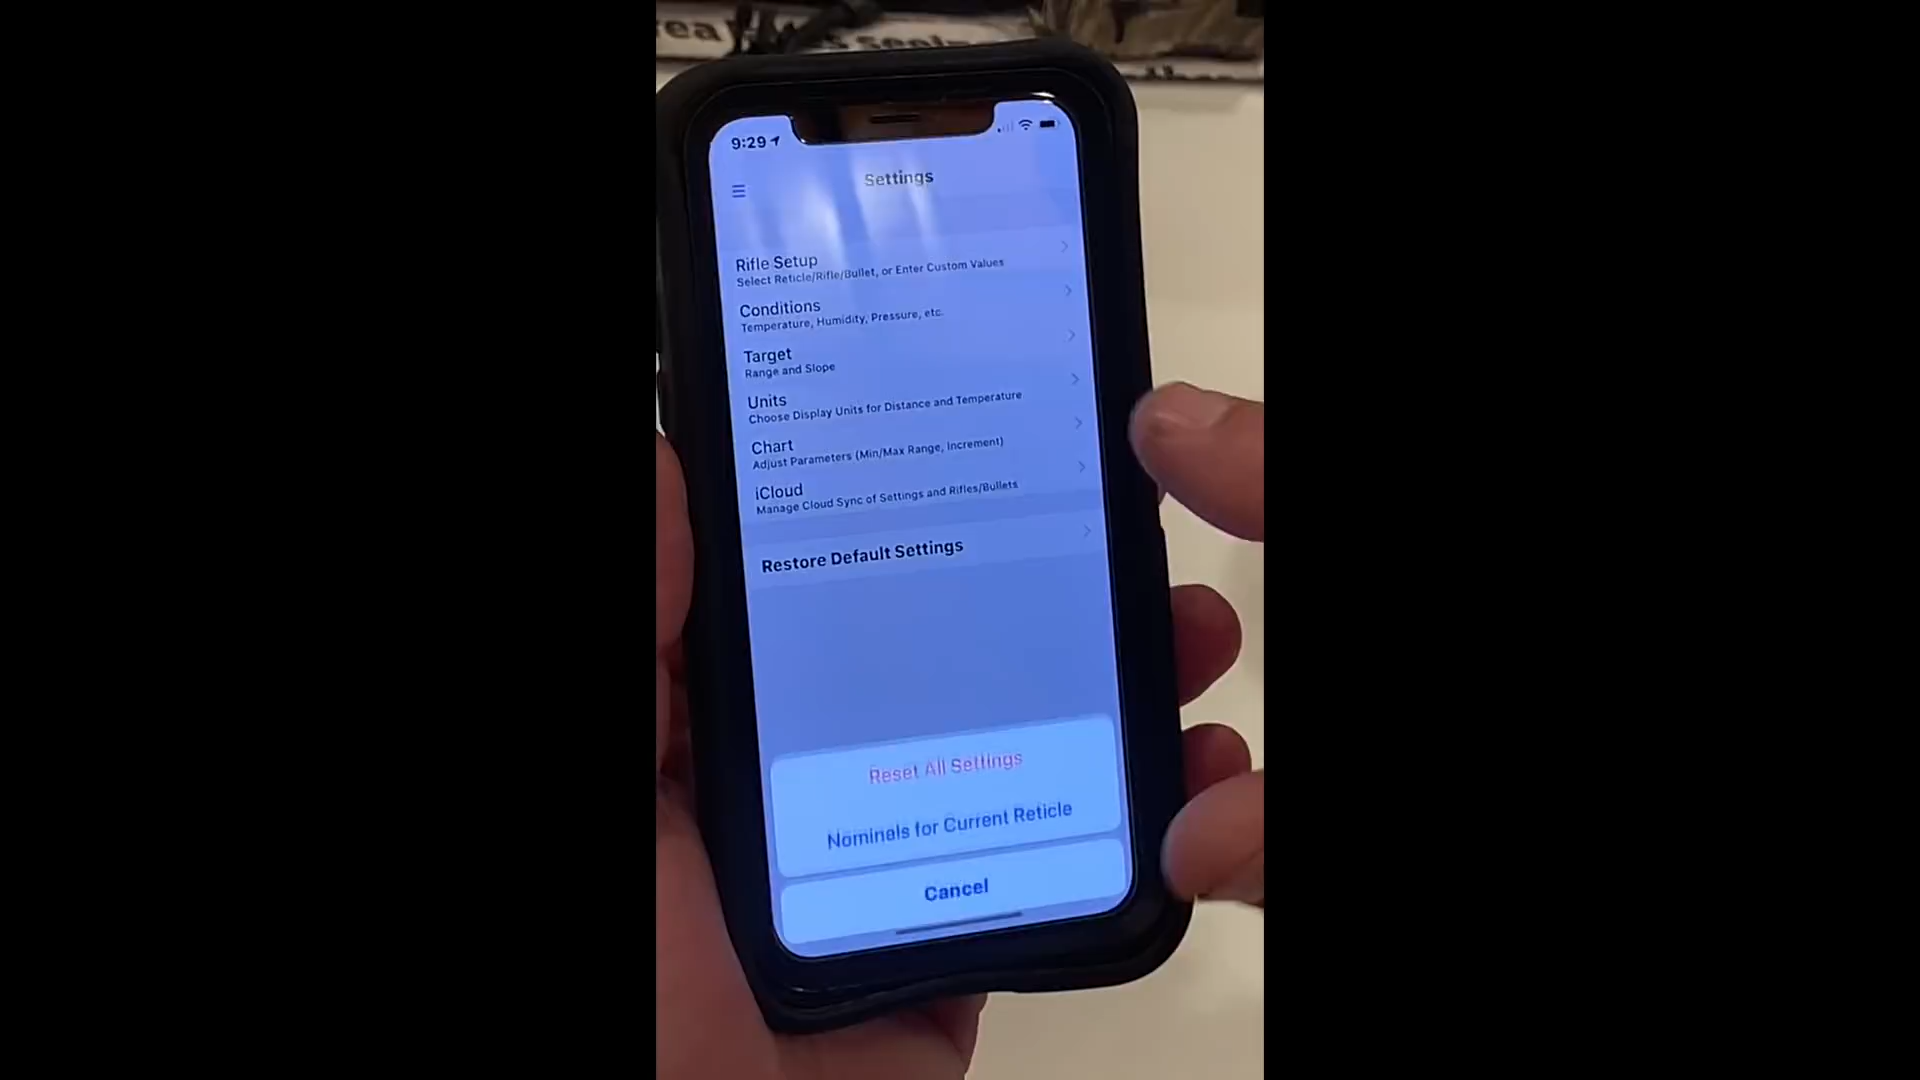 9:29
Settings
Rifle Setup
Select Reticle/Rifle/Bullet, or Enter Custom Values
Conditions
Temperature, Humidity, Pressure, etc.
Target
Range and Slope
Units
Choose Display Units for Distance and Temperature
Chart
Adjust Parameters (Min/Max Range, Increment)
iCloud
Manage Cloud Sync of Settings and Rifles/Bullets
Restore Default Settings
Reset All Settings
Nominals for Current Reticle
Cancel